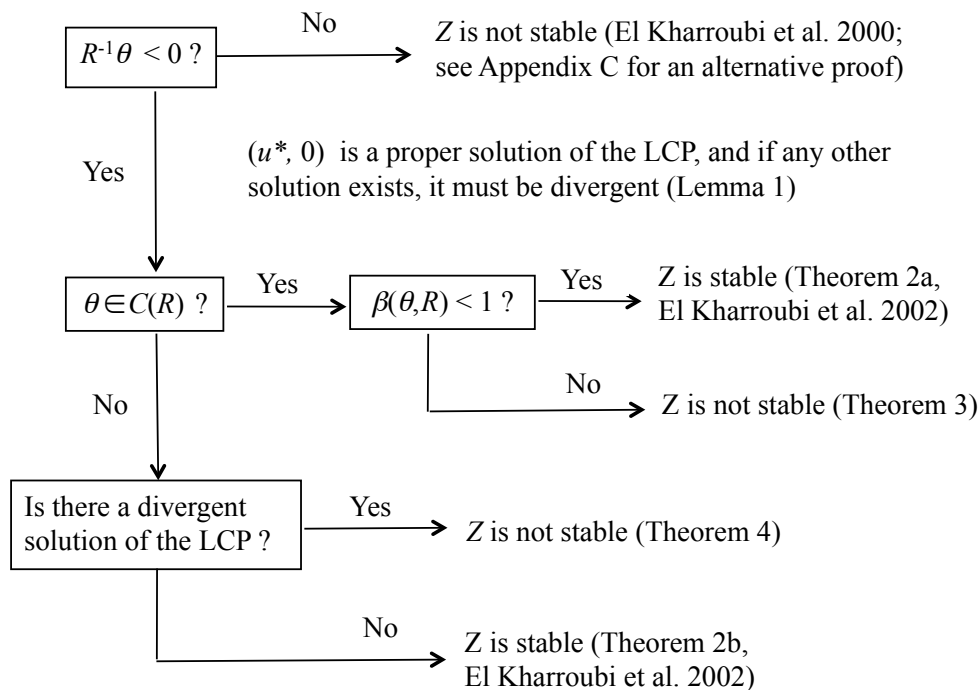 R⁻¹θ < 0 ?
No
Z is not stable (El Kharroubi et al. 2000;
see Appendix C for an alternative proof)
Yes
(u*, 0) is a proper solution of the LCP, and if any other
solution exists, it must be divergent (Lemma 1)
θ ∈ C(R) ?
Yes
β(θ,R) < 1 ?
Yes
Z is stable (Theorem 2a,
El Kharroubi et al. 2002)
No
No
Z is not stable (Theorem 3)
Is there a divergent
solution of the LCP ?
Yes
Z is not stable (Theorem 4)
No
Z is stable (Theorem 2b,
El Kharroubi et al. 2002)